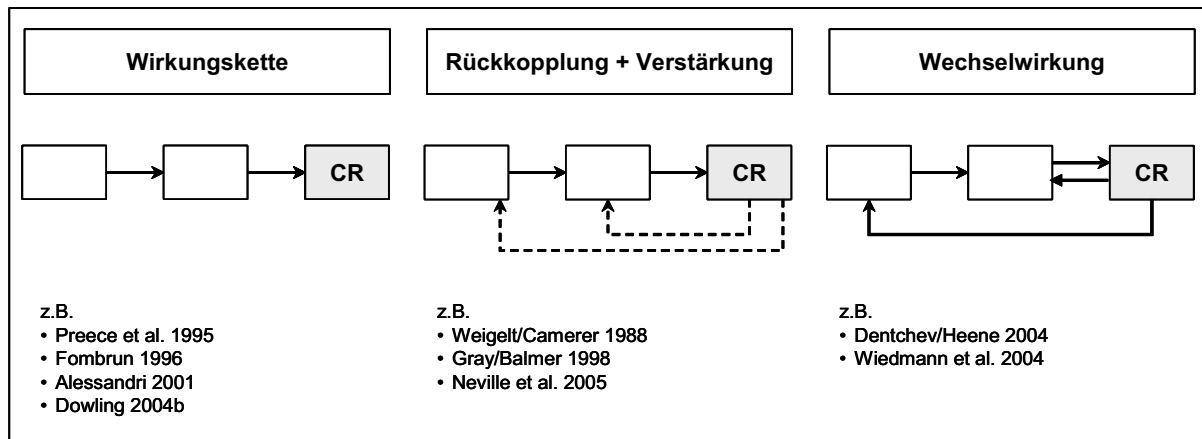 Wirkungskette
Rückkopplung + Verstärkung
Wechselwirkung
CR
CR
CR
z.B.
• Preece et al. 1995
• Fombrun 1996
• Alessandri 2001
• Dowling 2004b
z.B.
• Weigelt/Camerer 1988
• Gray/Balmer 1998
• Neville et al. 2005
z.B.
• Dentchev/Heene 2004
• Wiedmann et al. 2004